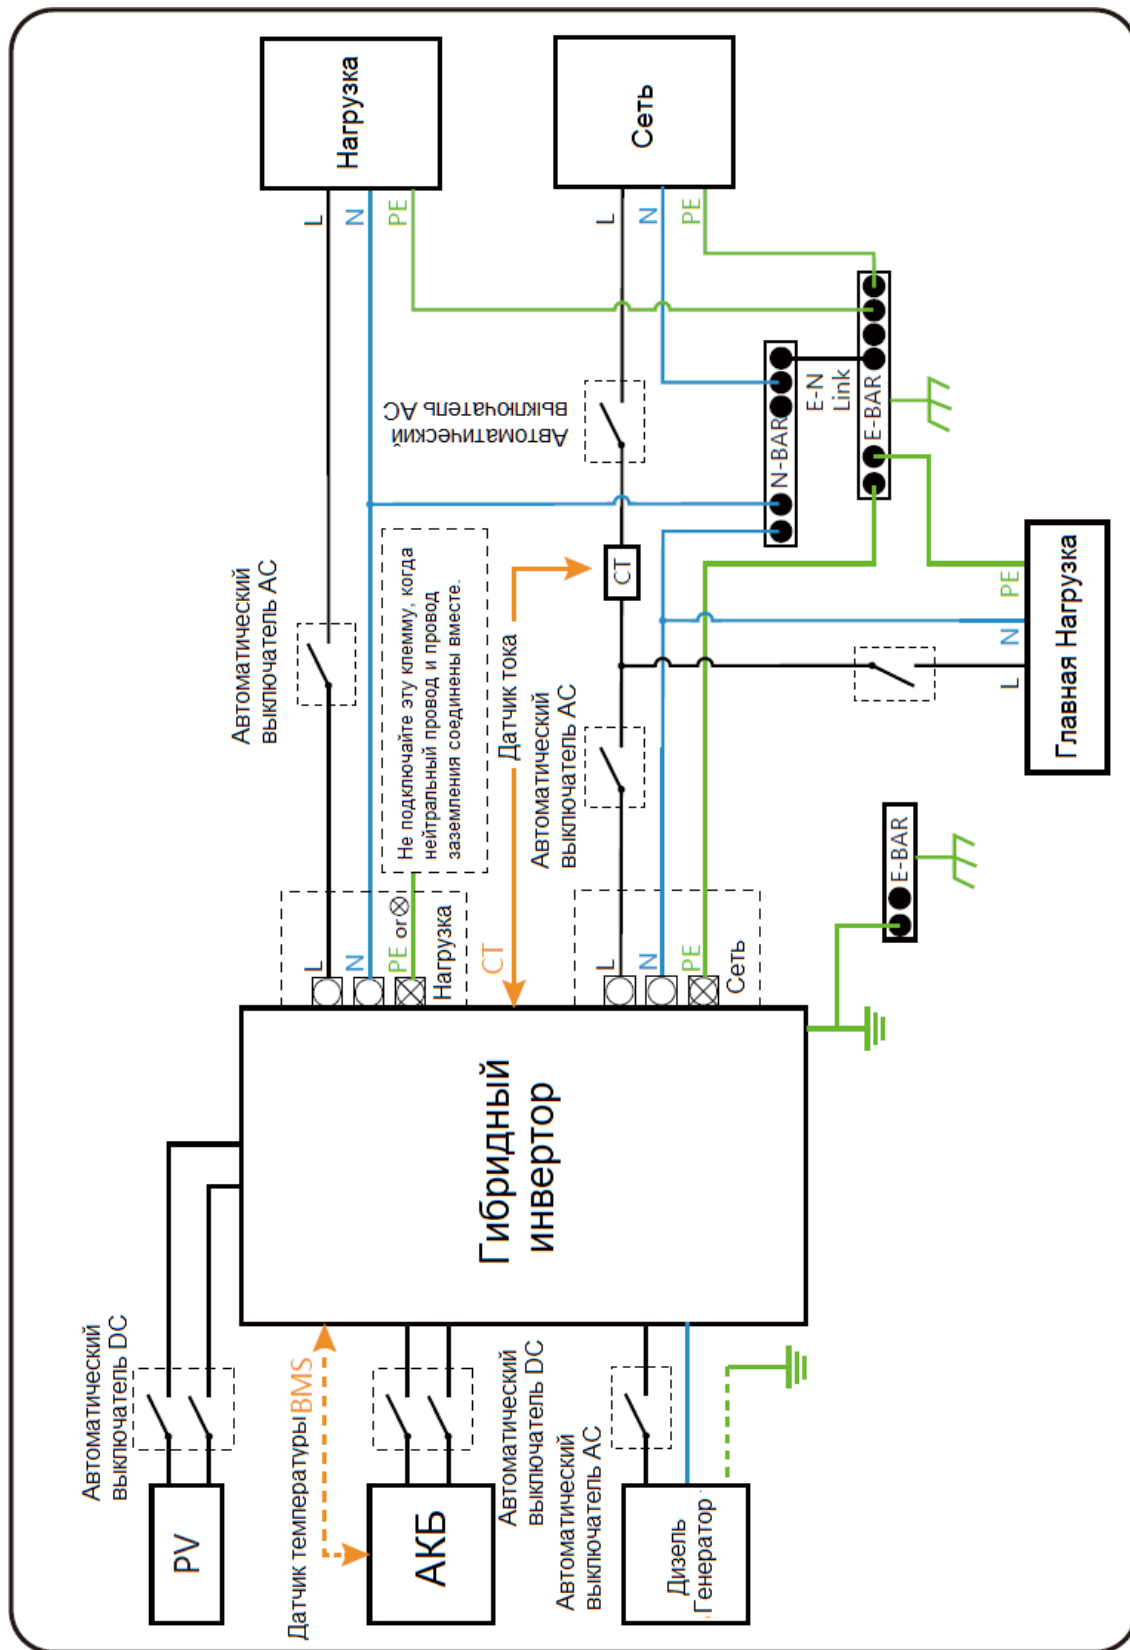 Автоматический
выключатель DC
PV
Датчик температуры
BMS
АКБ
Автоматический
выключатель DC
Автоматический
выключатель AC
Дизель
Генератор
Гибридный
инвертор
L
N
PE or
Нагрузка
CT
L
N
PE
Сеть
Автоматический
выключатель AC
Не подключайте эту клемму, когда
нейтральный провод и провод
заземления соединены вместе.
Датчик тока
Автоматический
выключатель AC
CT
Автоматический
выключатель AC
L
N
PE
Нагрузка
L
N
PE
Сеть
N-BAR
E-N
Link
E-BAR
E-BAR
L
N
PE
Главная Нагрузка